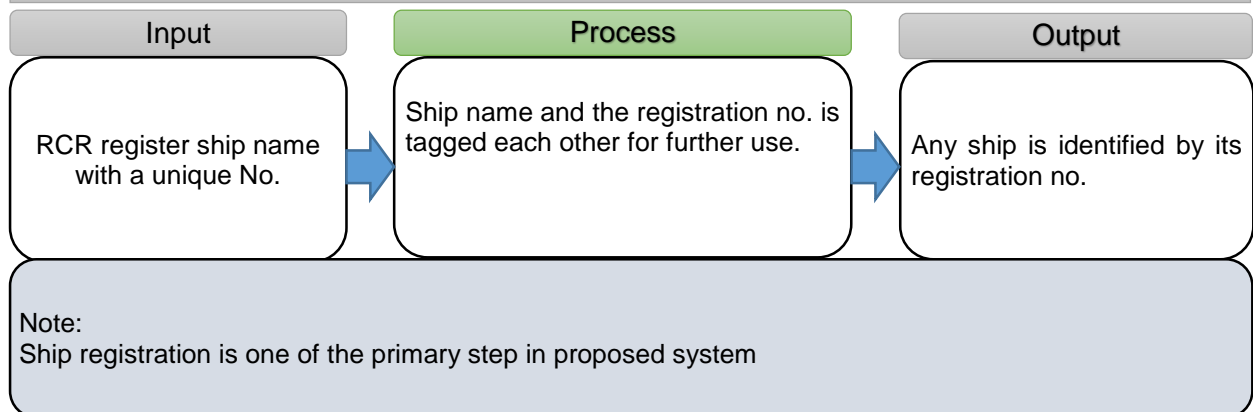 Input
Process
Output
RCR register ship name
with a unique No.
Ship name and the registration no. is
tagged each other for further use.
Any ship is identified by its
registration no.
Note:
Ship registration is one of the primary step in proposed system